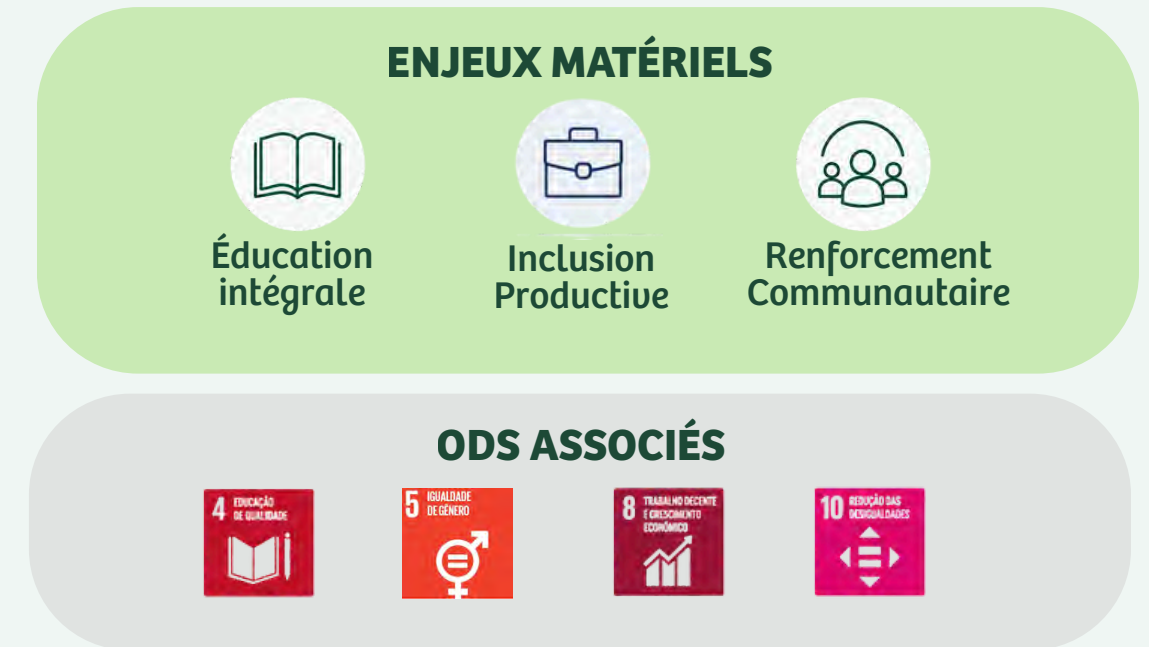 ENJEUX MATÉRIELS
Éducation
intégrale
Inclusion
Productive
Renforcement
Communautaire
ODS ASSOCIÉS
4 EDUCAÇÃO
DE QUALIDADE
5 IGUALDADE
DE GÊNERO
8 TRABALHO DECENTE
E CRESCIMENTO
ECONÔMICO
10 REDUÇÃO DAS
DESIGUALDADES